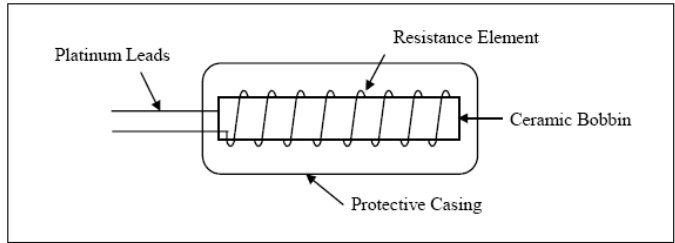 Resistance Element
Platinum Leads
Ceramic Bobbin
Protective Casing